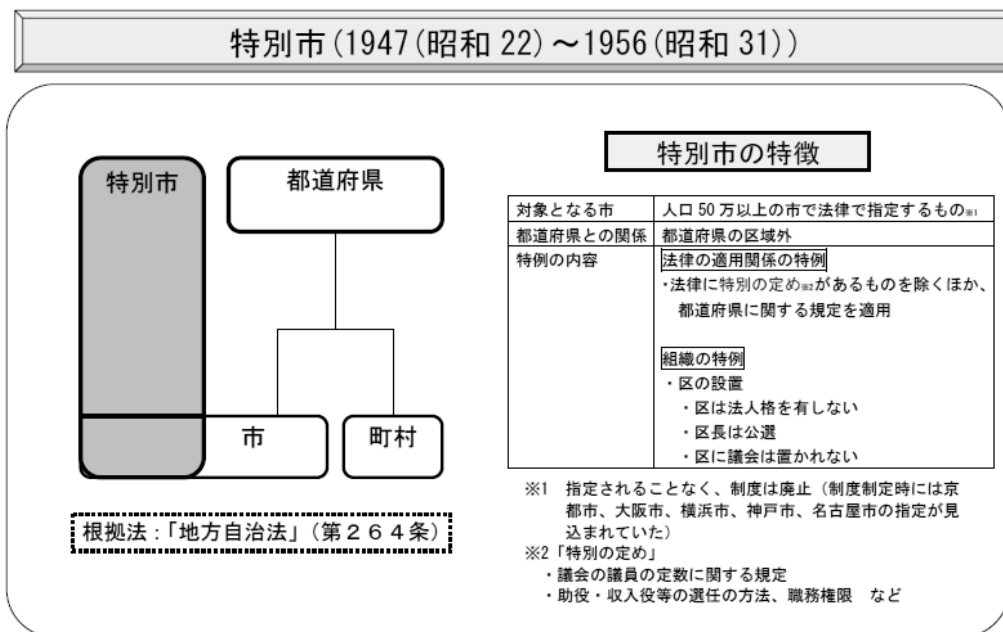 特別市(1947(昭和22)～1956(昭和31))
特別市
都道府県
市
町村
根拠法：「地方自治法」（第２６４条）
特別市の特徴
対象となる市 人口50万以上の市で法律で指定するもの※1
都道府県との関係 都道府県の区域外
特例の内容 法律の適用関係の特例
・法律に特別の定め※2があるものを除くほか、
都道府県に関する規定を適用
組織の特例
・区の設置
・区は法人格を有しない
・区長は公選
・区に議会は置かれない
※1 指定されることなく、制度は廃止（制度制定時には京
都市、大阪市、横浜市、神戸市、名古屋市の指定が見
込まれていた）
※2「特別の定め」
・議会の議員の定数に関する規定
・助役・収入役等の選任の方法、職務権限 など